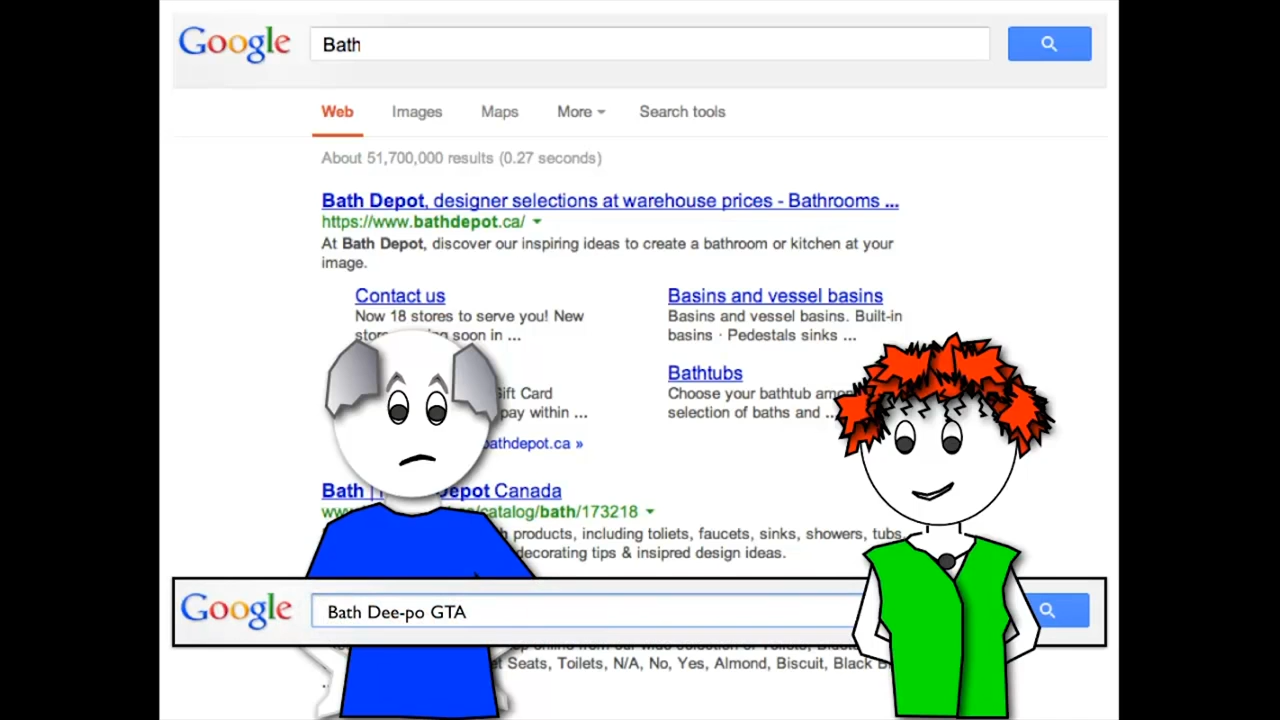 Google Bath
Web Images Maps More Search tools
About 51,700,000 results (0.27 seconds)
Bath Depot, designer selections at warehouse prices - Bathrooms ...
https://www.bathdepot.ca/
At Bath Depot, discover our inspiring ideas to create a bathroom or kitchen at your
image.
Contact us
Now 18 stores to serve you! New
soon in ...
Basins and vessel basins
Basins and vessel basins. Built-in
basins · Pedestals sinks ...
Gift Card
pay within ...
Bathtubs
Choose your bathtub
selection of baths and ...
bathdepot.ca »
Bath | Depot Canada
/catalog/bath/173218
products, including toliets, faucets, sinks, showers, tubs,
decorating tips & insipred design ideas.
Google Bath Dee-po GTA
Seats, Toilets, N/A, No, Yes, Almond, Biscuit, Black